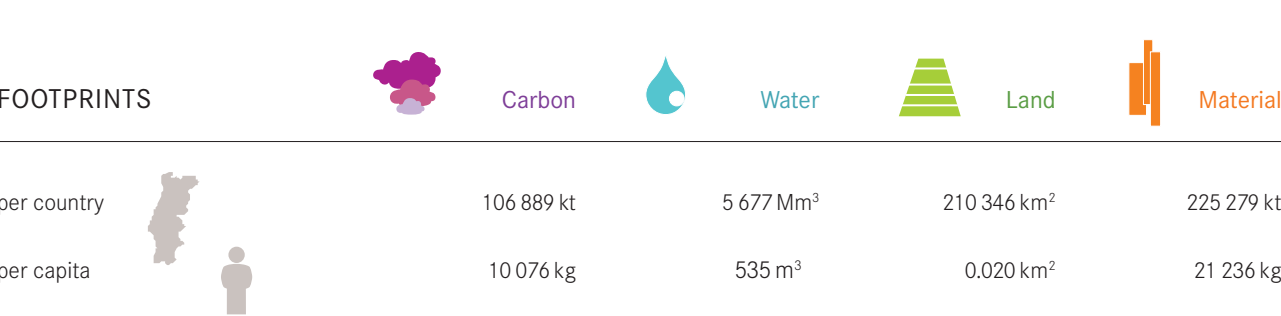 FOOTPRINTS Carbon Water Land Material
per country 106 889 kt 5 677 Mm³ 210 346 km² 225 279 kt
per capita 10 076 kg 535 m³ 0.020 km² 21 236 kg